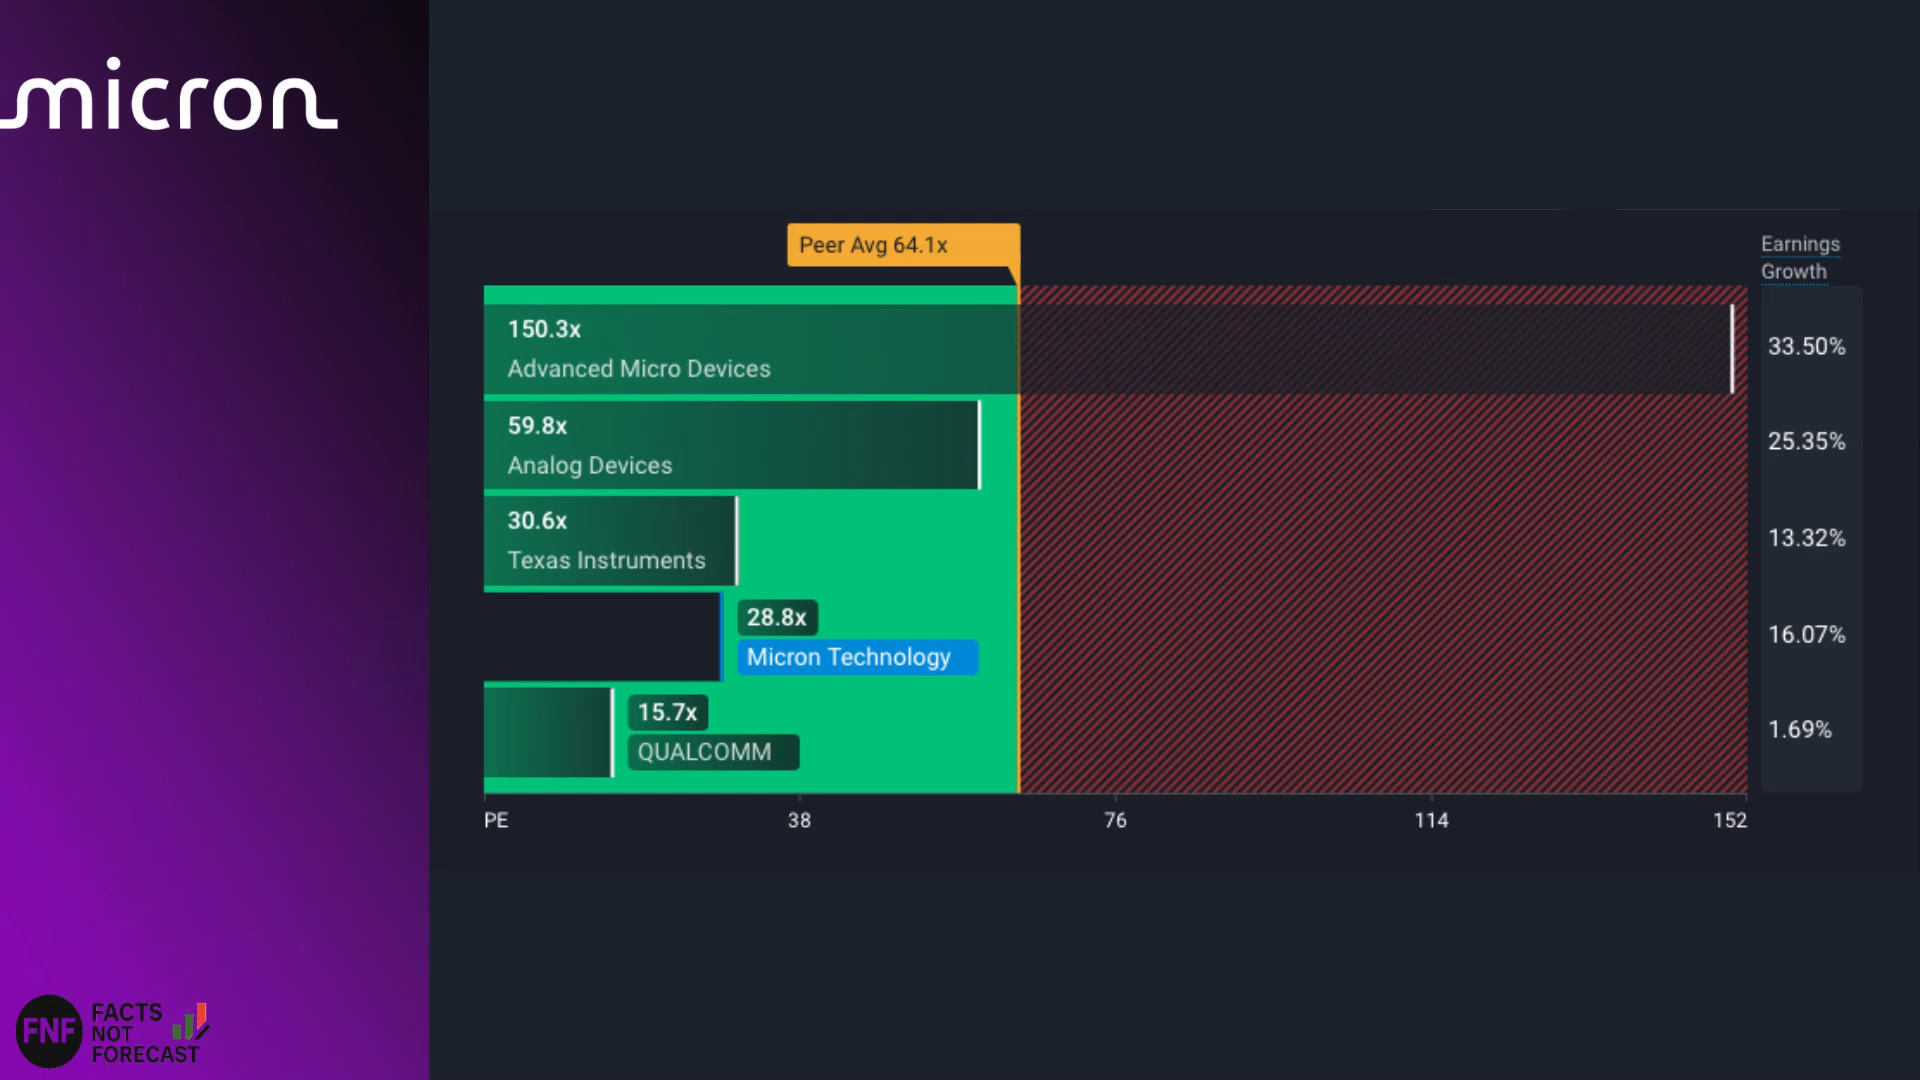 micron
Peer Avg 64.1x
Earnings
Growth
150.3x
Advanced Micro Devices
33.50%
59.8x
Analog Devices
25.35%
30.6x
Texas Instruments
13.32%
28.8x
Micron Technology
16.07%
15.7x
QUALCOMM
1.69%
PE 38 76 114 152
FNF
FACTS
NOT
FORECAST